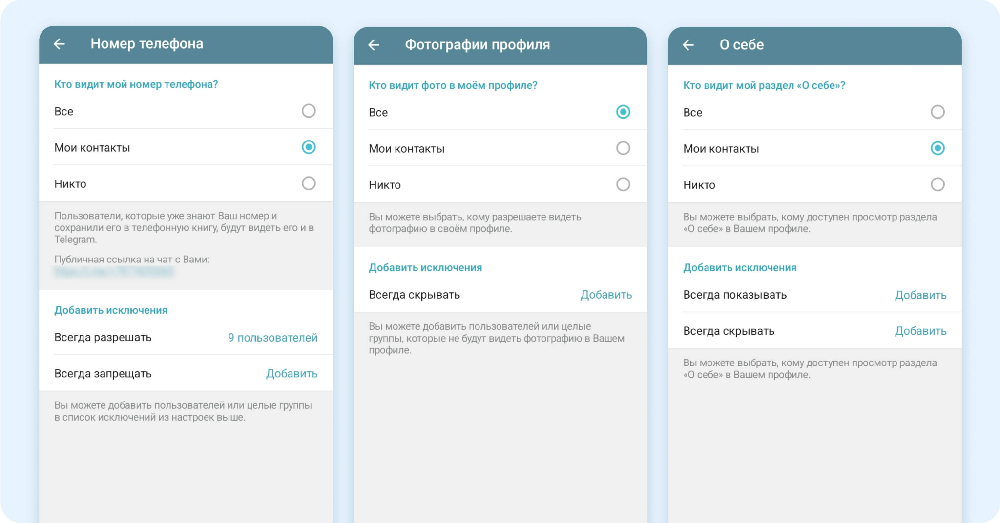 Номер телефона
Кто видит мой номер телефона?
Все
Мои контакты
Никто
Пользователи, которые уже знают Ваш номер и
сохранили его в телефонную книгу, будут видеть его и в
Telegram.
Публичная ссылка на чат с Вами:
Добавить исключения
Всегда разрешать 9 пользователей
Всегда запрещать Добавить
Вы можете добавить пользователей или целые группы
в список исключений из настроек выше.
Фотографии профиля
Кто видит фото в моём профиле?
Все
Мои контакты
Никто
Вы можете выбрать, кому разрешаете видеть
фотографию в своём профиле.
Добавить исключения
Всегда скрывать Добавить
Вы можете добавить пользователей или целые
группы, которые не будут видеть фотографию в Вашем
профиле.
О себе
Кто видит мой раздел «О себе»?
Все
Мои контакты
Никто
Вы можете выбрать, кому доступен просмотр раздела
«О себе» в Вашем профиле.
Добавить исключения
Всегда показывать Добавить
Всегда скрывать Добавить
Вы можете выбрать, кому доступен просмотр раздела
«О себе» в Вашем профиле.